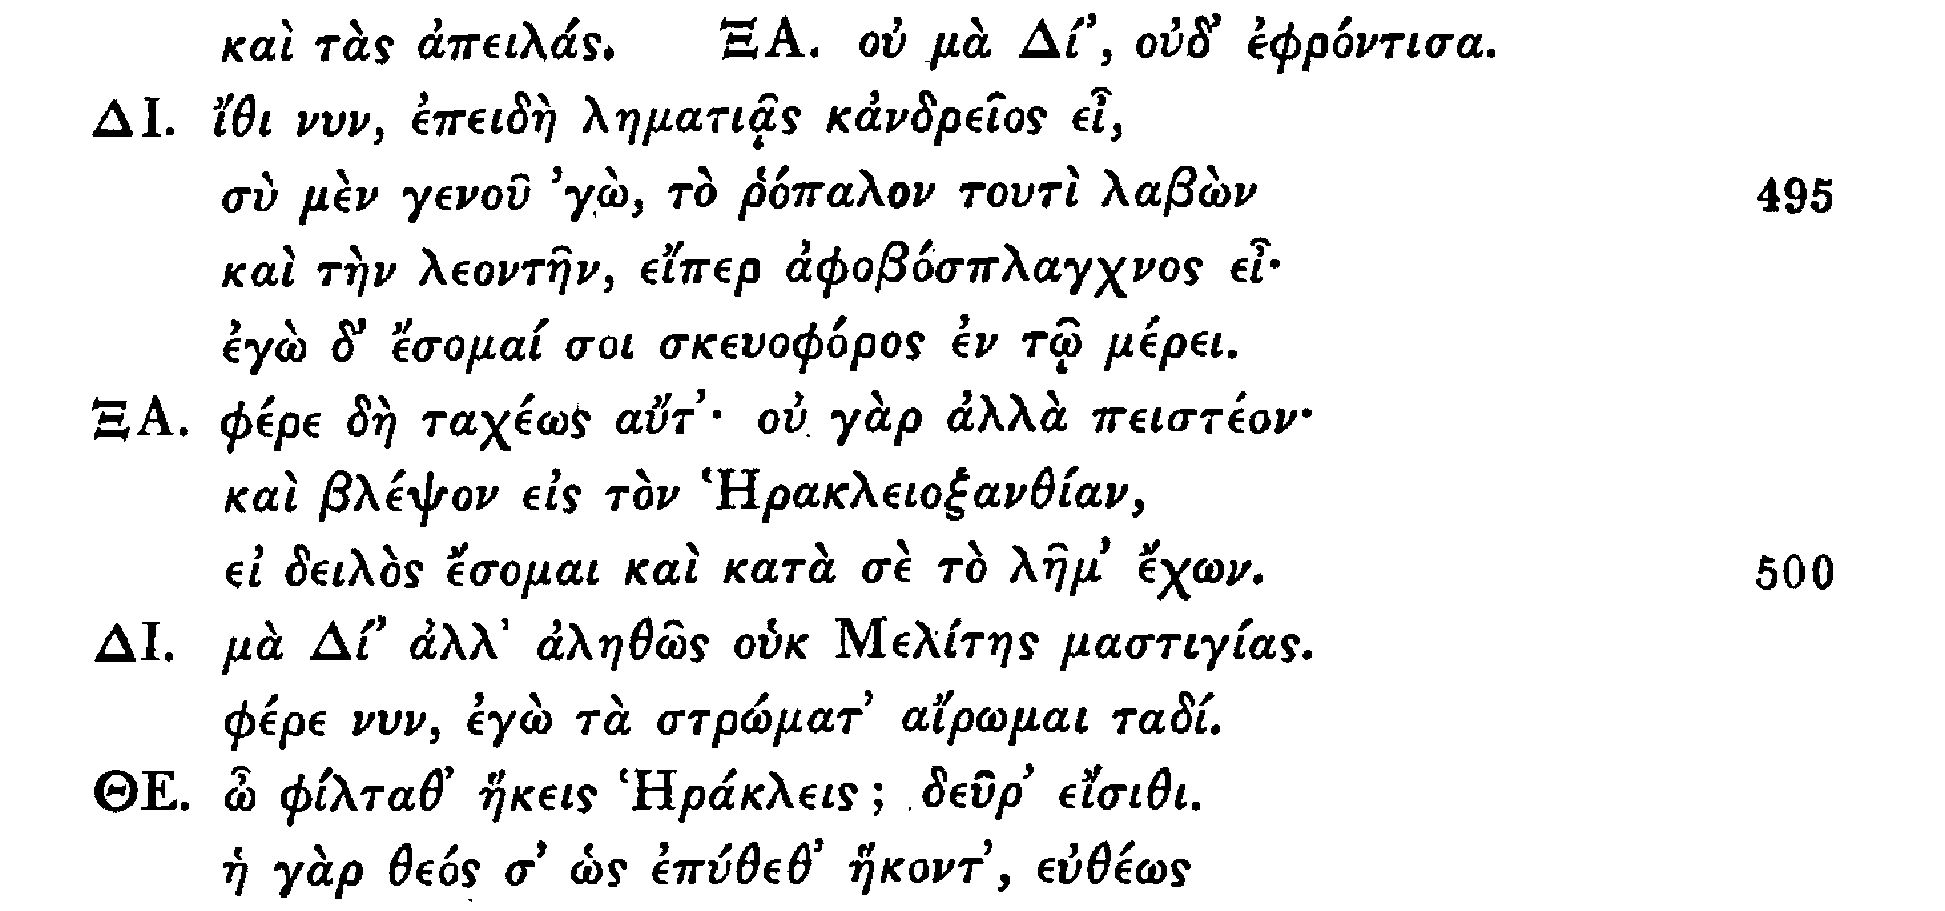 καὶ τὰς ἀπειλάς. ΞΑ. οὐ μὰ Δί’, οὐδ’ ἐφρόντισα.
ΔΙ. ἴθι νυν, ἐπειδὴ ληματιᾷς κἀνδρεῖος εἶ,
σὺ μὲν γενοῦ ’γὼ, τὸ ῥόπαλον τουτὶ λαβὼν 495
καὶ τὴν λεοντῆν, εἴπερ ἀφοβόσπλαγχνος εἶ·
ἐγὼ δ’ ἔσομαί σοι σκευοφόρος ἐν τῷ μέρει.
ΞΑ. φέρε δὴ ταχέως αὔτ’· οὐ γὰρ ἀλλὰ πειστέον·
καὶ βλέψον εἰς τὸν Ἡρακλειοξανθίαν,
εἰ δειλὸς ἔσομαι καὶ κατὰ σὲ τὸ λῆμ’ ἔχων. 500
ΔΙ. μὰ Δί’ ἀλλ’ ἀληθῶς οὑκ Μελίτης μαστιγίας.
φέρε νυν, ἐγὼ τὰ στρώματ’ αἴρωμαι ταδί.
ΘΕ. ὦ φίλταθ’ ἥκεις Ἡράκλεις; δεῦρ’ εἴσιθι.
ἡ γὰρ θεός σ’ ὡς ἐπύθεθ’ ἥκοντ’, εὐθέως